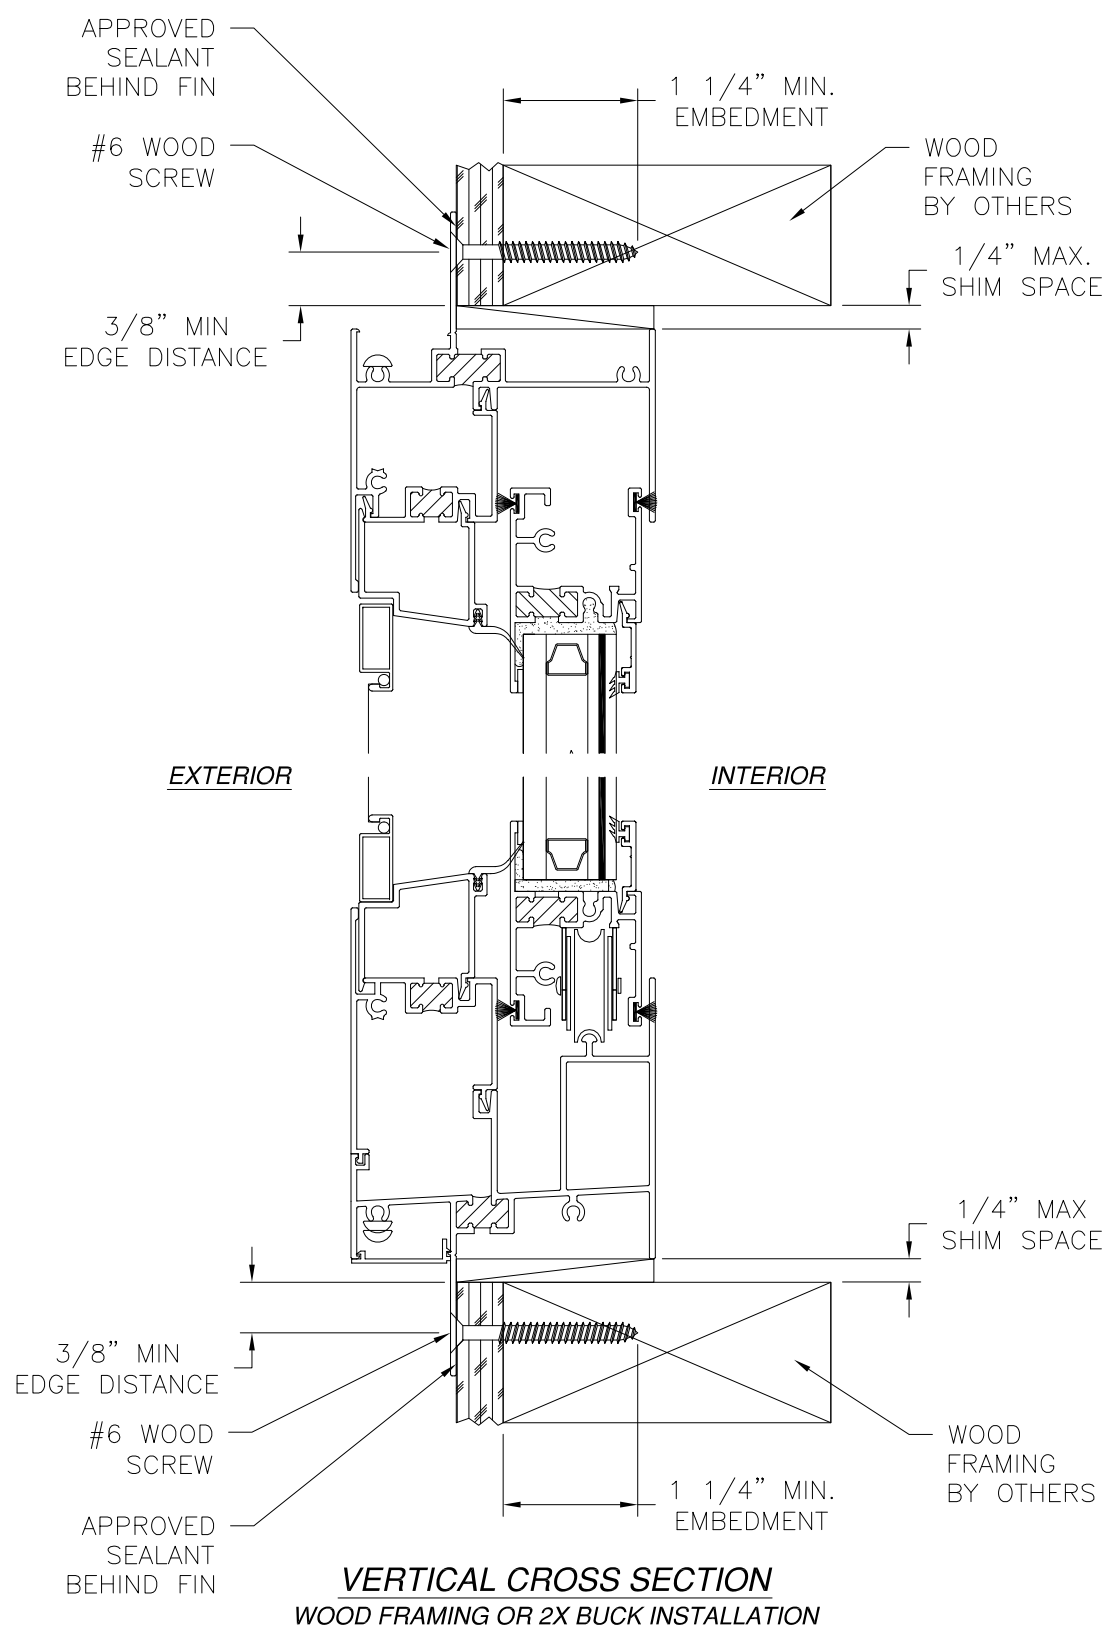 APPROVED
SEALANT
BEHIND FIN
1 1/4” MIN.
EMBEDMENT
#6 WOOD
SCREW
WOOD
FRAMING
BY OTHERS
1/4” MAX.
SHIM SPACE
3/8” MIN
EDGE DISTANCE
EXTERIOR
INTERIOR
1/4” MAX
SHIM SPACE
3/8” MIN
EDGE DISTANCE
#6 WOOD
SCREW
WOOD
FRAMING
BY OTHERS
1 1/4” MIN.
EMBEDMENT
APPROVED
SEALANT
BEHIND FIN
VERTICAL CROSS SECTION
WOOD FRAMING OR 2X BUCK INSTALLATION